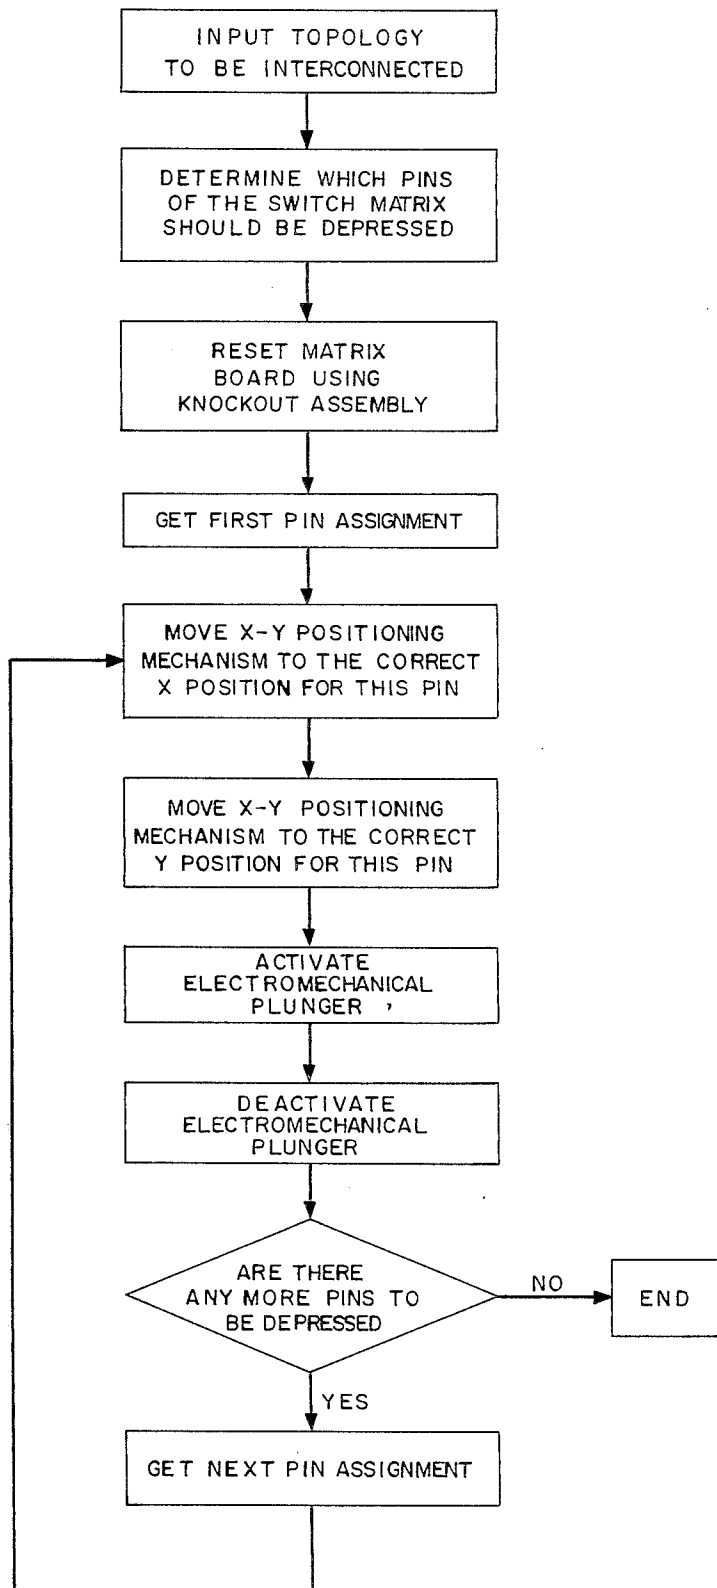 INPUT TOPOLOGY
TO BE INTERCONNECTED
DETERMINE WHICH PINS
OF THE SWITCH MATRIX
SHOULD BE DEPRESSED
RESET MATRIX
BOARD USING
KNOCKOUT ASSEMBLY
GET FIRST PIN ASSIGNMENT
MOVE X-Y POSITIONING
MECHANISM TO THE CORRECT
X POSITION FOR THIS PIN
MOVE X-Y POSITIONING
MECHANISM TO THE CORRECT
Y POSITION FOR THIS PIN
ACTIVATE
ELECTROMECHANICAL
PLUNGER
DEACTIVATE
ELECTROMECHANICAL
PLUNGER
ARE THERE
ANY MORE PINS TO
BE DEPRESSED
NO
END
YES
GET NEXT PIN ASSIGNMENT